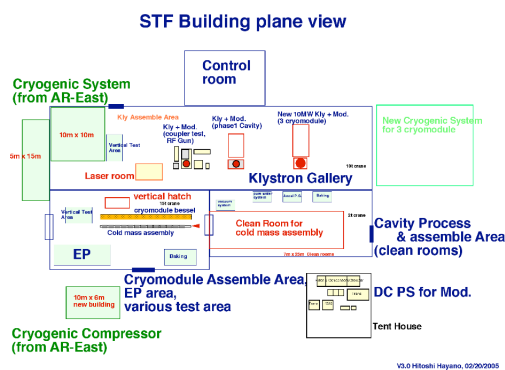 STF Building plane view
Control
room
Cryogenic System
(from AR-East)
Kly Assemble Area
Kly + Mod.
(coupler test,
RF Gun)
Kly + Mod.
(phase1 Cavity)
New 10MW Kly + Mod.
(3 cryomodule)
New Cryogenic System
for 3 cryomodule
10m x 10m
Vertical Test
Area
5m x 15m
Laser room
Klystron Gallery
vertical hatch
cryomodule bessel
Vertical Test
Area
Cold mass assembly
Clean Room for
cold mass assembly
Cavity Process
& assemble Area
(clean rooms)
EP
Baking
Baking
Cryomodule Assemble Area,
EP area,
various test area
10m x 6m
new building
DC PS for Mod.
Tent House
Cryogenic Compressor
(from AR-East)
V3.0 Hitoshi Hayano, 02/20/2005